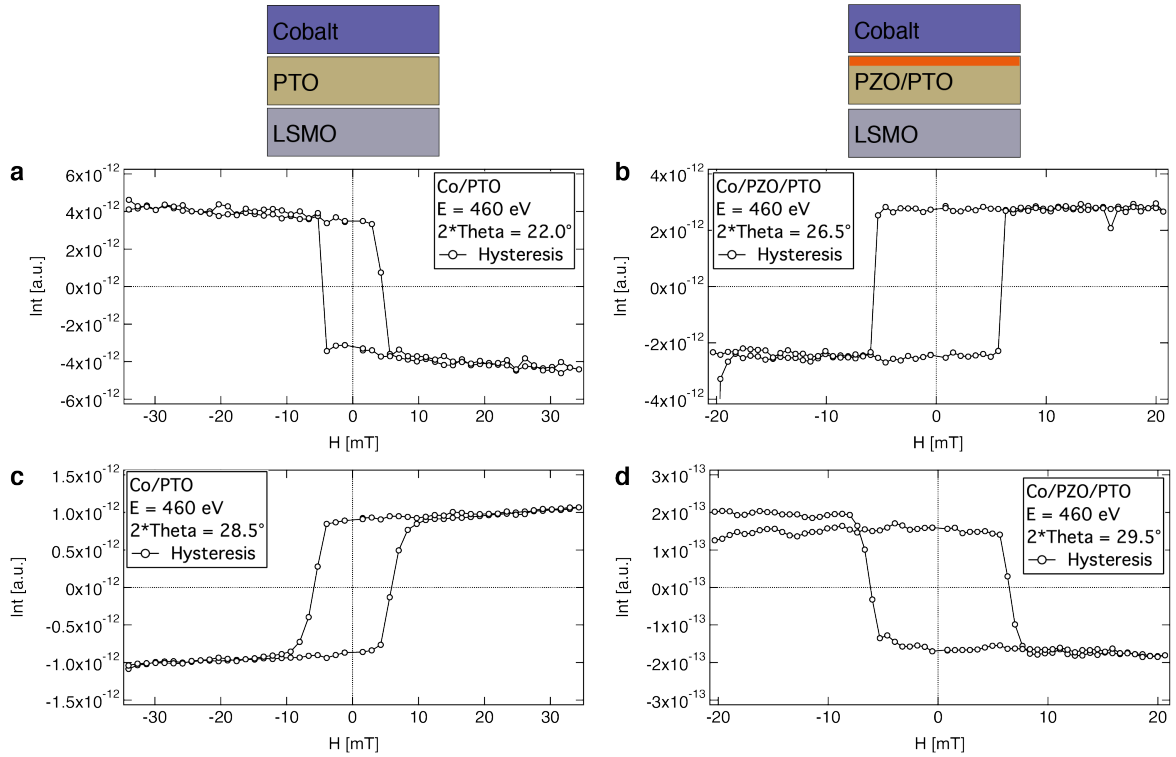 Cobalt
PTO
LSMO
Cobalt
PZO/PTO
LSMO
a
6x10-12
4x10-12
2x10-12
0x10-12
-2x10-12
-4x10-12
-6x10-12
Int [a.u.]
Co/PTO
E = 460 eV
2*Theta = 22.0°
Hysteresis
-30 -20 -10 0 10 20 30
H [mT]
b
4x10-12
2x10-12
0x10-12
-2x10-12
-4x10-12
Int [a.u.]
Co/PZO/PTO
E = 460 eV
2*Theta = 26.5°
Hysteresis
-20 -10 0 10 20
H [mT]
c
1.5x10-12
1.0x10-12
0.5x10-12
0.0x10-12
-0.5x10-12
-1.0x10-12
-1.5x10-12
Int [a.u.]
Co/PTO
E = 460 eV
2*Theta = 28.5°
Hysteresis
-30 -20 -10 0 10 20 30
H [mT]
d
3x10-13
2x10-13
1x10-13
0x10-13
-1x10-13
-2x10-13
-3x10-13
Int [a.u.]
Co/PZO/PTO
E = 460 eV
2*Theta = 29.5°
Hysteresis
-20 -10 0 10 20
H [mT]